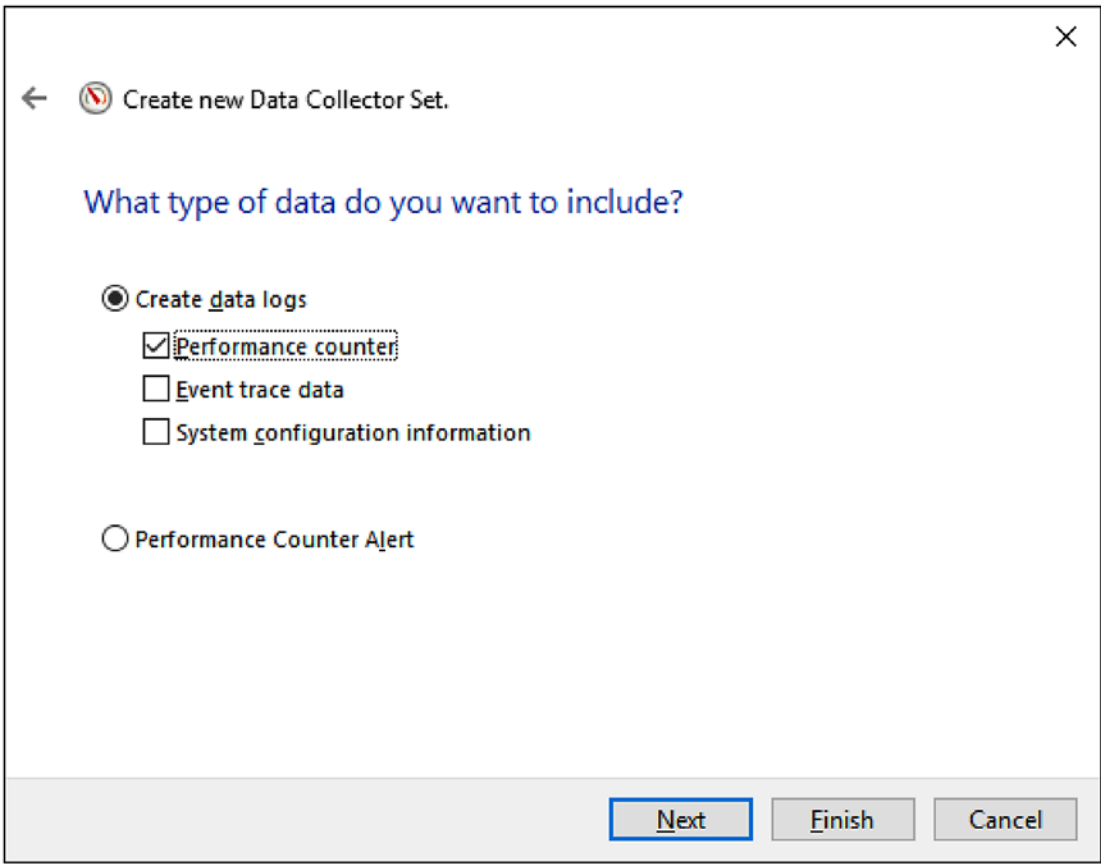 Create new Data Collector Set.
What type of data do you want to include?
Create data logs
Performance counter
Event trace data
System configuration information
Performance Counter Alert
Next Finish Cancel